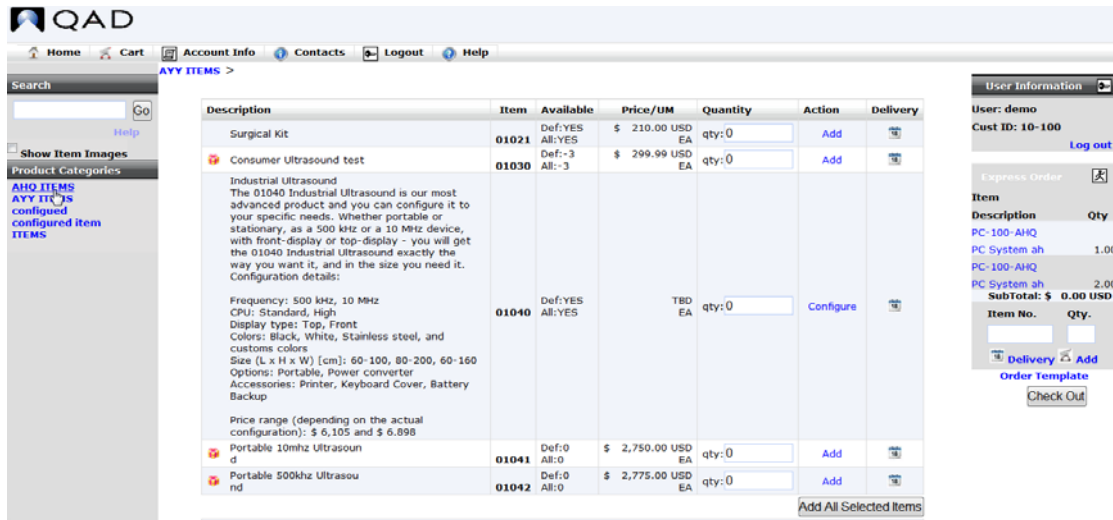 QAD
Home Cart Account Info Contacts Logout Help
AYY ITEMS >
Search
Go
Help
Show Item Images
Product Categories
AHQ ITEMS
AYY ITEMS
configued
configured item
ITEMS
Description Item Available Price/UM Quantity Action Delivery
Surgical Kit 01021 Def:YES $ 210.00 USD qty: 0 Add
All:YES EA
Consumer Ultrasound test 01030 Def:-3 $ 299.99 USD qty: 0 Add
All:-3 EA
Industrial Ultrasound
The 01040 Industrial Ultrasound is our most
advanced product and you can configure it to
your specific needs. Whether portable or
stationary, as a 500 kHz or a 10 MHz device,
with front-display or top-display - you will get
the 01040 Industrial Ultrasound exactly the
way you want it, and in the size you need it.
Configuration details:
Frequency: 500 kHz, 10 MHz
CPU: Standard, High
Display type: Top, Front
Colors: Black, White, Stainless steel, and
customs colors
Size (L x H x W) [cm]: 60-100, 80-200, 60-160
Options: Portable, Power converter
Accessories: Printer, Keyboard Cover, Battery
Backup
Price range (depending on the actual
configuration): $ 6,105 and $ 6.898
01040 Def:YES TBD qty: 0 Configure
All:YES EA
Portable 10mhz Ultrasoun Def:0 $ 2,750.00 USD qty: 0 Add
d 01041 All:0 EA
Portable 500khz Ultrasou Def:0 $ 2,775.00 USD qty: 0 Add
nd 01042 All:0 EA
Add All Selected Items
User Information
User: demo
Cust ID: 10-100
Log out
Express Order
Item
Description Qty
PC-100-AHQ
PC System ah 1.00
PC-100-AHQ
PC System ah 2.00
SubTotal: $ 0.00 USD
Item No. Qty.
Delivery Add
Order Template
Check Out